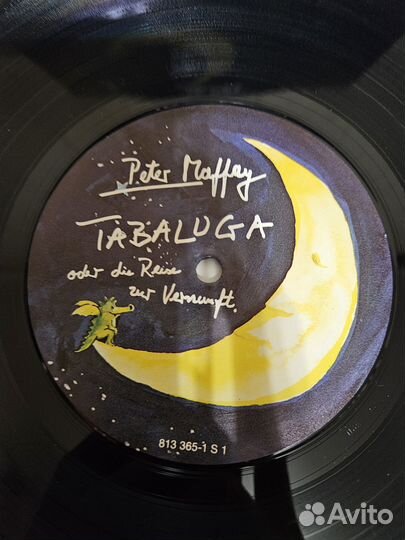 Peter Maffay
TABALUGA
oder die Reise
zur Vernunft.
813 365-1 S 1
Avito